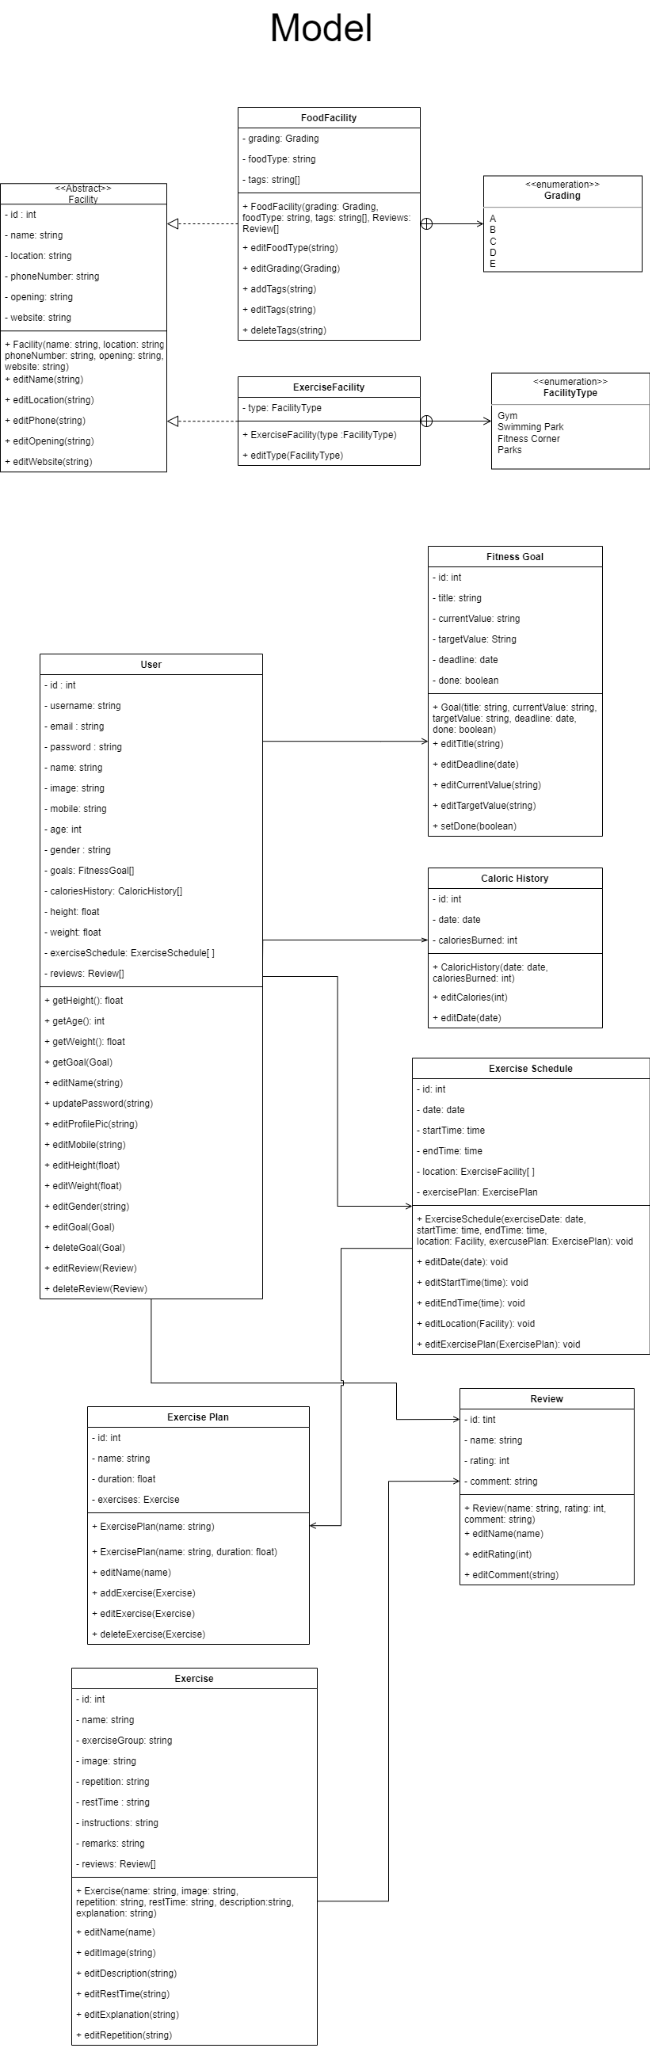 Model
FoodFacility
- grading: Grading
- foodType: string
- tags: string[]
+ FoodFacility(grading: Grading,
foodType: string, tags: string[], Reviews:
Review[]
+ editFoodType(string)
+ editGrading(Grading)
+ addTags(string)
+ editTags(string)
+ deleteTags(string)
<<enumeration>>
Grading
A
B
C
D
E
<<Abstract>>
Facility
- id : int
- name: string
- location: string
- phoneNumber: string
- opening: string
- website: string
+ Facility(name: string, location: string
phoneNumber: string, opening: string,
website: string)
+ editName(string)
+ editLocation(string)
+ editPhone(string)
+ editOpening(string)
+ editWebsite(string)
ExerciseFacility
- type: FacilityType
+ ExerciseFacility(type :FacilityType)
+ editType(FacilityType)
<<enumeration>>
FacilityType
Gym
Swimming Park
Fitness Corner
Parks
Fitness Goal
- id: int
- title: string
- currentValue: string
- targetValue: String
- deadline: date
- done: boolean
+ Goal(title: string, currentValue: string,
targetValue: string, deadline: date,
done: boolean)
+ editTitle(string)
+ editDeadline(date)
+ editCurrentValue(string)
+ editTargetValue(string)
+ setDone(boolean)
User
- id : int
- username: string
- email : string
- password : string
- name: string
- image: string
- mobile: string
- age: int
- gender : string
- goals: FitnessGoal[]
- caloriesHistory: CaloricHistory[]
- height: float
- weight: float
- exerciseSchedule: ExerciseSchedule[ ]
- reviews: Review[]
+ getHeight(): float
+ getAge(): int
+ getWeight(): float
+ getGoal(Goal)
+ editName(string)
+ updatePassword(string)
+ editProfilePic(string)
+ editMobile(string)
+ editHeight(float)
+ editWeight(float)
+ editGender(string)
+ editGoal(Goal)
+ deleteGoal(Goal)
+ editReview(Review)
+ deleteReview(Review)
Caloric History
- id: int
- date: date
- caloriesBurned: int
+ CaloricHistory(date: date,
caloriesBurned: int)
+ editCalories(int)
+ editDate(date)
Exercise Schedule
- id: int
- date: date
- startTime: time
- endTime: time
- location: ExerciseFacility[ ]
- exercisePlan: ExercisePlan
+ ExerciseSchedule(exerciseDate: date,
startTime: time, endTime: time,
location: Facility, exercusePlan: ExercisePlan): void
+ editDate(date): void
+ editStartTime(time): void
+ editEndTime(time): void
+ editLocation(Facility): void
+ editExercisePlan(ExercisePlan): void
Review
- id: tint
- name: string
- rating: int
- comment: string
+ Review(name: string, rating: int,
comment: string)
+ editName(name)
+ editRating(int)
+ editComment(string)
Exercise Plan
- id: int
- name: string
- duration: float
- exercises: Exercise
+ ExercisePlan(name: string)
+ ExercisePlan(name: string, duration: float)
+ editName(name)
+ addExercise(Exercise)
+ editExercise(Exercise)
+ deleteExercise(Exercise)
Exercise
- id: int
- name: string
- exerciseGroup: string
- image: string
- repetition: string
- restTime : string
- instructions: string
- remarks: string
- reviews: Review[]
+ Exercise(name: string, image: string,
repetition: string, restTime: string, description:string,
explanation: string)
+ editName(name)
+ editImage(string)
+ editDescription(string)
+ editRestTime(string)
+ editExplanation(string)
+ editRepetition(string)